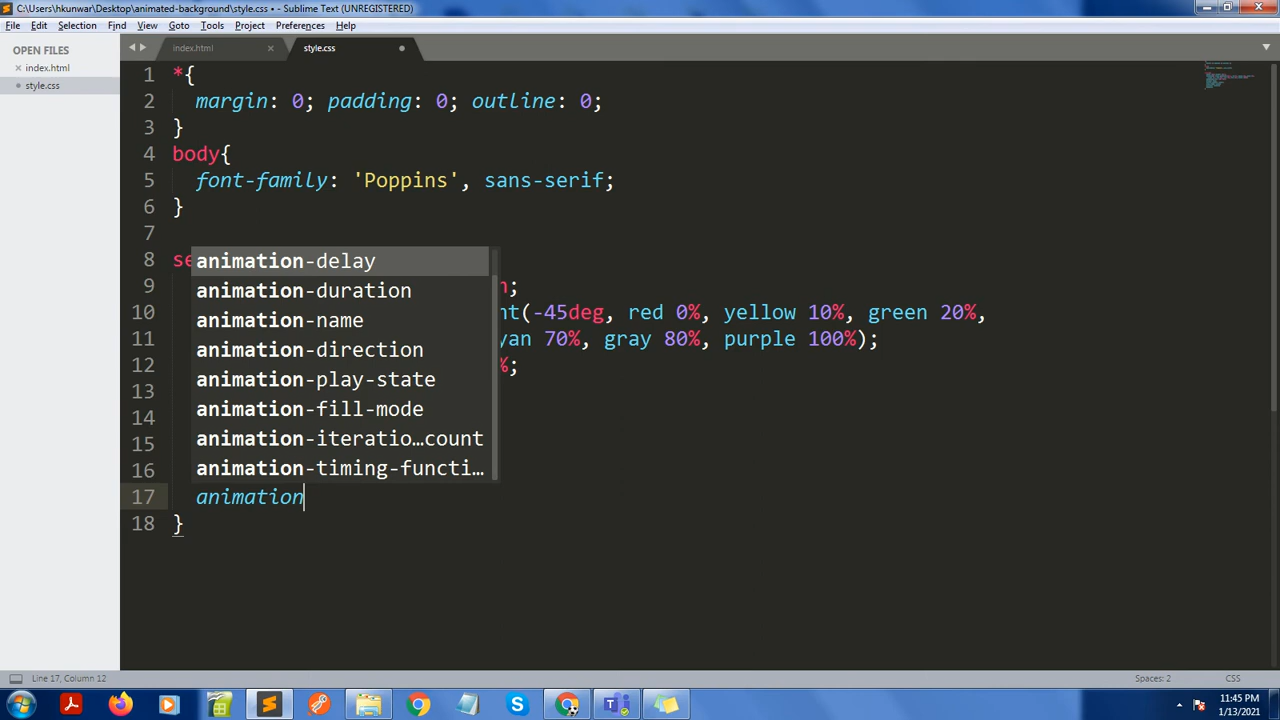 C:\Users\hkunwar\Desktop\animated-background\style.css • - Sublime Text (UNREGISTERED)
File Edit Selection Find View Goto Tools Project Preferences Help
OPEN FILES
index.html
style.css
index.html
style.css
1 *{
2 margin: 0; padding: 0; outline: 0;
3 }
4 body{
5 font-family: 'Poppins', sans-serif;
6 }
7
8 se
9 ;
10 nt(-45deg, red 0%, yellow 10%, green 20%,
11 yan 70%, gray 80%, purple 100%);
12 %;
13
14
15
16
17 animation
18 }
animation-delay
animation-duration
animation-name
animation-direction
animation-play-state
animation-fill-mode
animation-iteratio…count
animation-timing-functi…
Line 17, Column 12
Spaces: 2
CSS
11:45 PM
1/13/2021